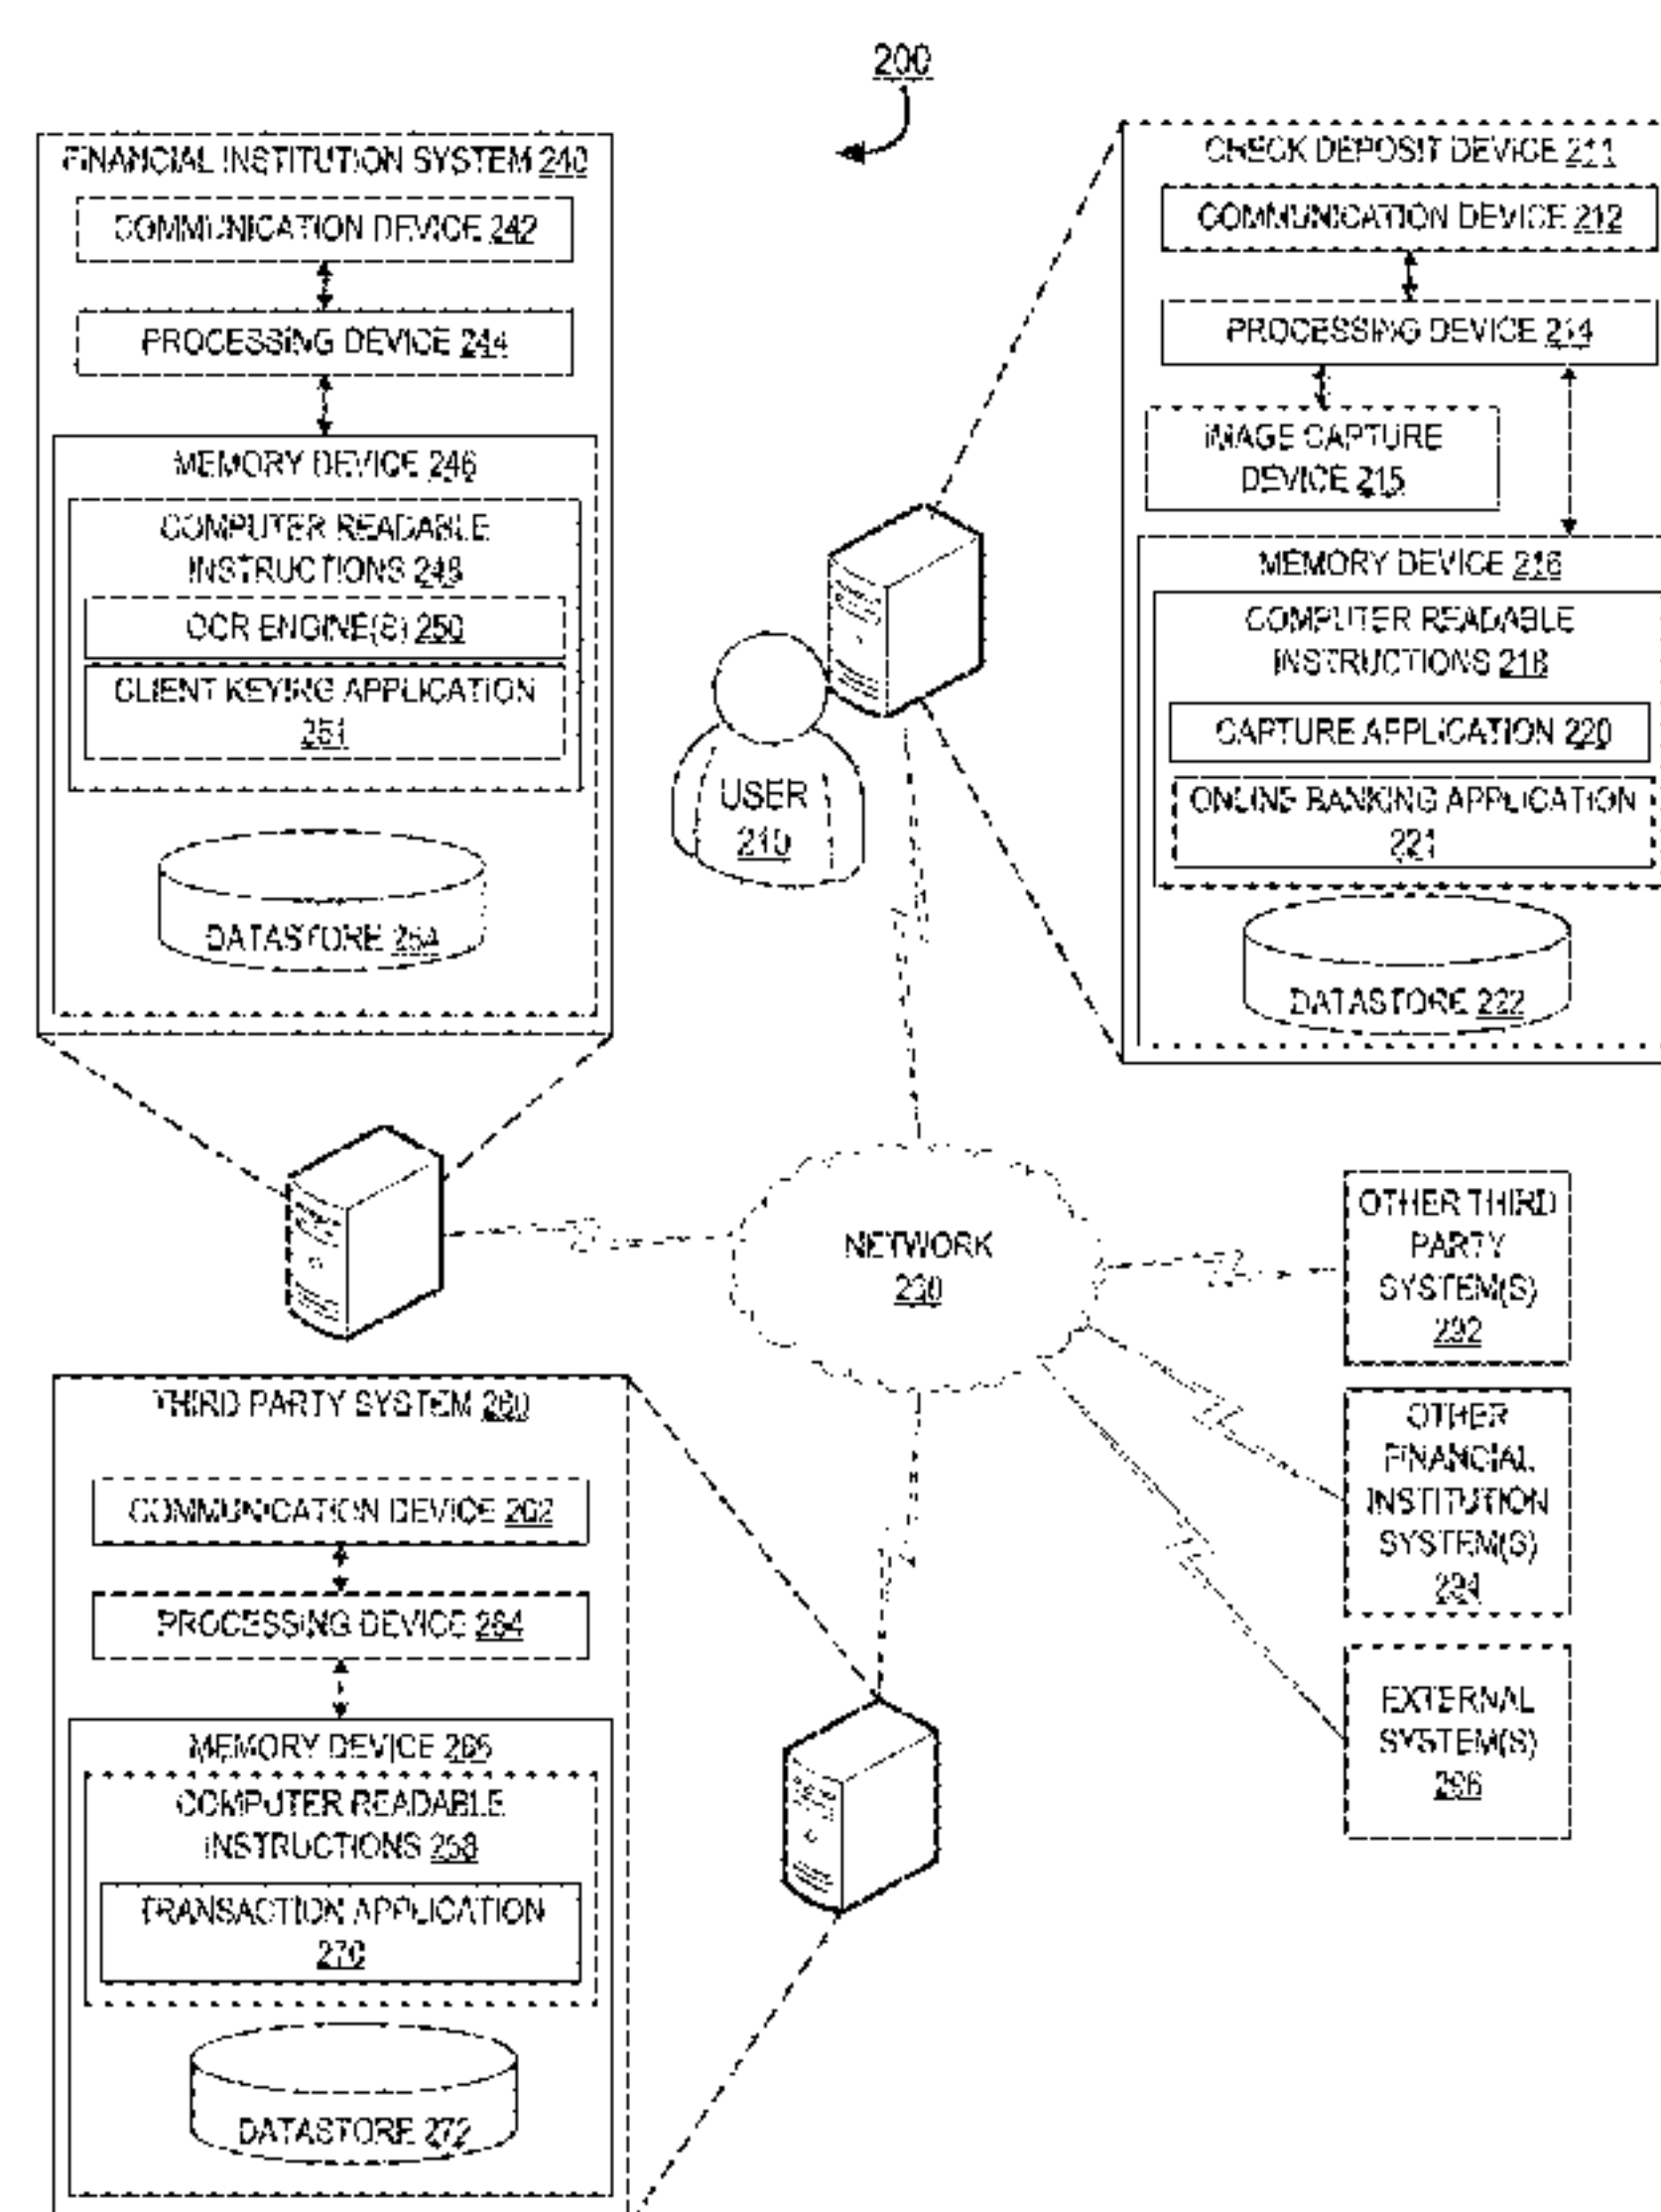 200
FINANCIAL INSTITUTION SYSTEM 240
COMMUNICATION DEVICE 242
PROCESSING DEVICE 244
MEMORY DEVICE 246
COMPUTER READABLE
INSTRUCTIONS 248
OCR ENGINE(S) 250
CLIENT KEYING APPLICATION
251
DATASTORE 254
CHECK DEPOSIT DEVICE 211
COMMUNICATION DEVICE 212
PROCESSING DEVICE 214
IMAGE CAPTURE
DEVICE 215
MEMORY DEVICE 216
COMPUTER READABLE
INSTRUCTIONS 218
CAPTURE APPLICATION 220
ONLINE BANKING APPLICATION
221
DATASTORE 222
USER
210
NETWORK
230
OTHER THIRD
PARTY
SYSTEM(S)
292
OTHER
FINANCIAL
INSTITUTION
SYSTEM(S)
294
EXTERNAL
SYSTEM(S)
296
THIRD PARTY SYSTEM 260
COMMUNICATION DEVICE 262
PROCESSING DEVICE 264
MEMORY DEVICE 266
COMPUTER READABLE
INSTRUCTIONS 268
TRANSACTION APPLICATION
270
DATASTORE 272